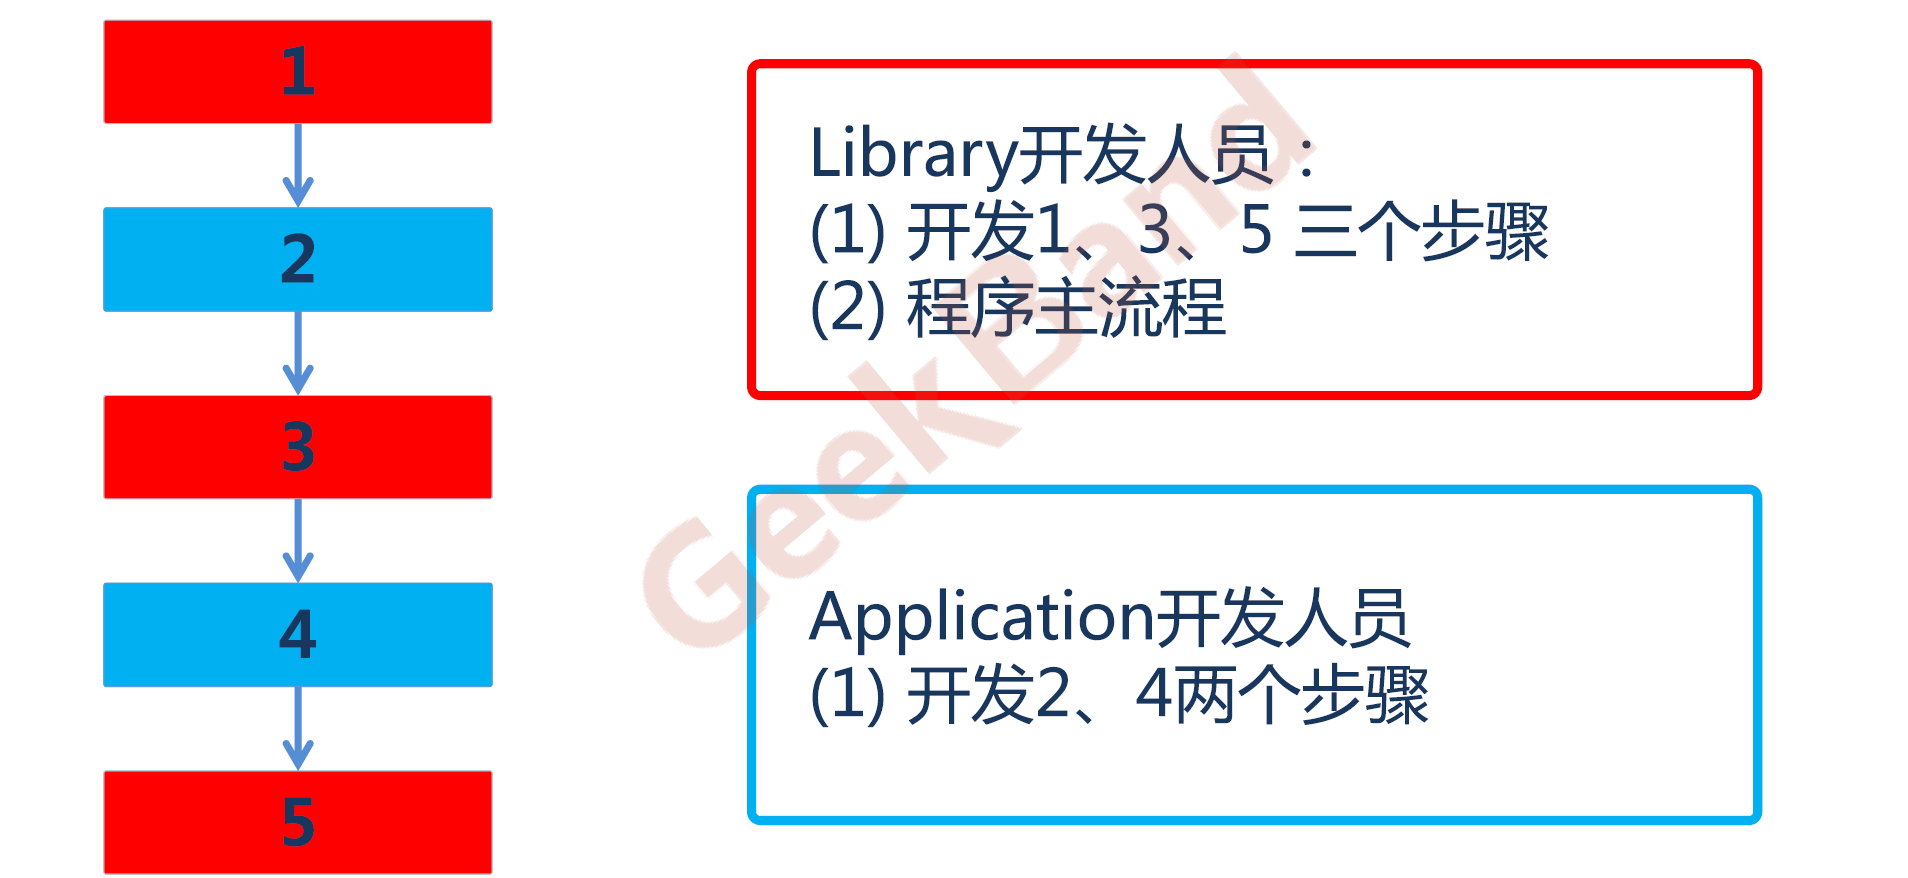 1
2
3
4
5
Library开发人员：
(1) 开发1、3、5 三个步骤
(2) 程序主流程
Application开发人员
(1) 开发2、4两个步骤
GeekBand